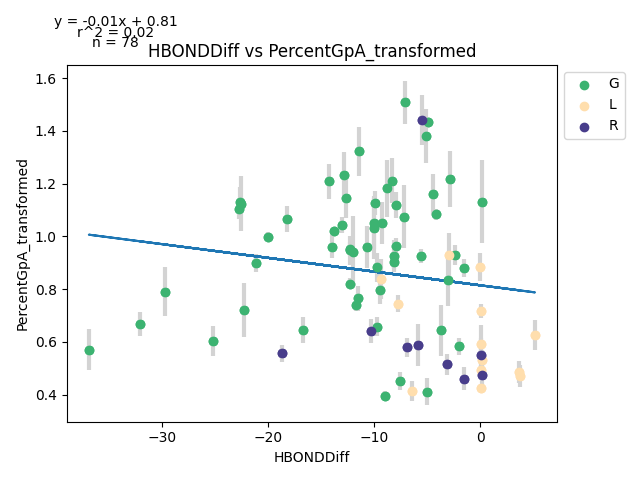 y = -0.01x + 0.81
r^2 = 0.02
n = 78
HBONDDiff vs PercentGpA_transformed
1.6
1.4
1.2
1.0
0.8
0.6
0.4
PercentGpA_transformed
−30
−20
−10
0
HBONDDiff
G
L
R